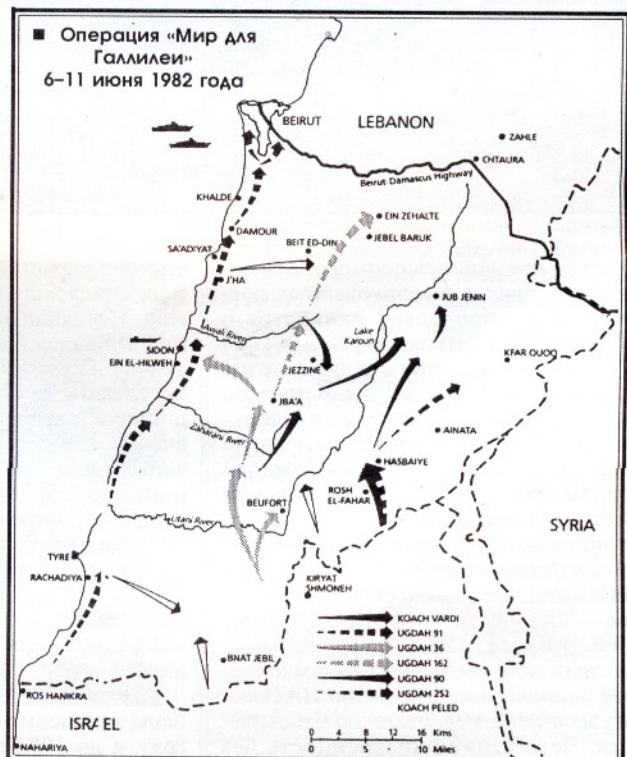 Операция «Мир для
Галлилеи»
6–11 июня 1982 года
BEIRUT
LEBANON
ZAHLE
CHTAURA
Beirut-Damascus Highway
KHALDE
DAMOUR
EIN ZEHALTE
SA'ADIYAT
BEIT ED-DIN
JEBEL BARUK
J'HA
JUB JENIN
Awali River
Lake
Karoun
SIDON
EIN EL-HILWEH
JEZZINE
KFAR QUOQ
JBA'A
AINATA
Zaharani River
HASBAIYE
ROSH
EL-FAHAR
BEUFORT
Litani River
SYRIA
TYRE
RACHADIYA
KIRYAT
SHMONEH
KOACH VARDI
UGDAH 91
UGDAH 36
UGDAH 162
UGDAH 90
UGDAH 252
KOACH PELED
BNAT JEBIL
ROS HANIKRA
ISRAEL
NAHARIYA
0 8 16 Kms
0 10 Miles